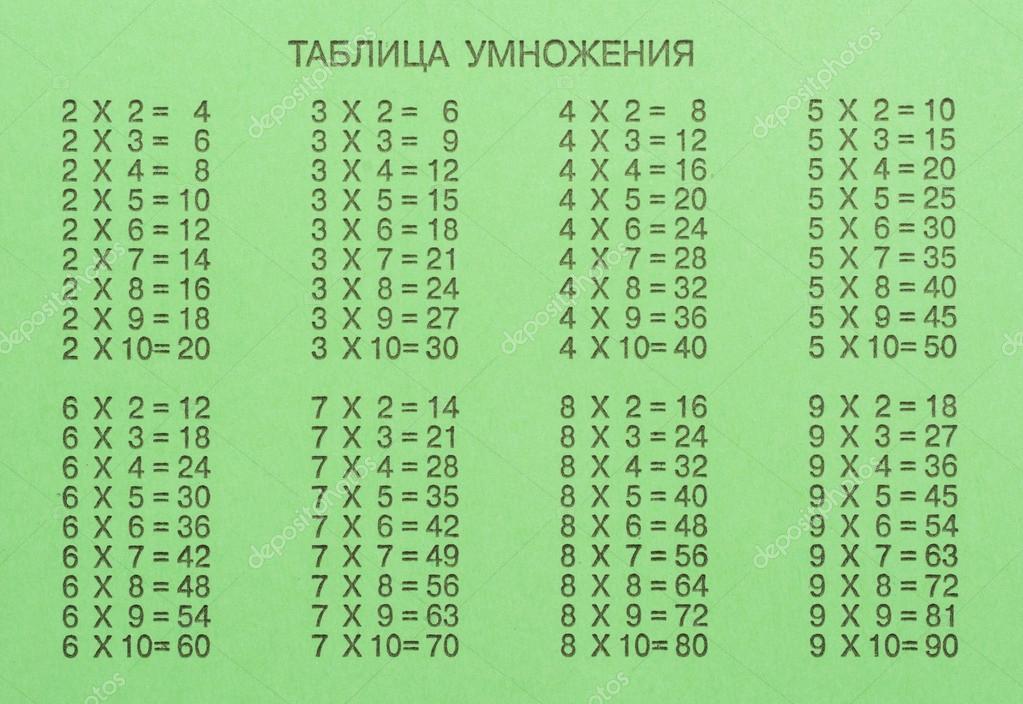 ТАБЛИЦА УМНОЖЕНИЯ
2 X 2 = 4
2 X 3 = 6
2 X 4 = 8
2 X 5 = 10
2 X 6 = 12
2 X 7 = 14
2 X 8 = 16
2 X 9 = 18
2 X 10 = 20
3 X 2 = 6
3 X 3 = 9
3 X 4 = 12
3 X 5 = 15
3 X 6 = 18
3 X 7 = 21
3 X 8 = 24
3 X 9 = 27
3 X 10 = 30
4 X 2 = 8
4 X 3 = 12
4 X 4 = 16
4 X 5 = 20
4 X 6 = 24
4 X 7 = 28
4 X 8 = 32
4 X 9 = 36
4 X 10 = 40
5 X 2 = 10
5 X 3 = 15
5 X 4 = 20
5 X 5 = 25
5 X 6 = 30
5 X 7 = 35
5 X 8 = 40
5 X 9 = 45
5 X 10 = 50
6 X 2 = 12
6 X 3 = 18
6 X 4 = 24
6 X 5 = 30
6 X 6 = 36
6 X 7 = 42
6 X 8 = 48
6 X 9 = 54
6 X 10 = 60
7 X 2 = 14
7 X 3 = 21
7 X 4 = 28
7 X 5 = 35
7 X 6 = 42
7 X 7 = 49
7 X 8 = 56
7 X 9 = 63
7 X 10 = 70
8 X 2 = 16
8 X 3 = 24
8 X 4 = 32
8 X 5 = 40
8 X 6 = 48
8 X 7 = 56
8 X 8 = 64
8 X 9 = 72
8 X 10 = 80
9 X 2 = 18
9 X 3 = 27
9 X 4 = 36
9 X 5 = 45
9 X 6 = 54
9 X 7 = 63
9 X 8 = 72
9 X 9 = 81
9 X 10 = 90
depositphotos
depositphotos
depositphotos
depositphotos
depositphotos
depositphotos